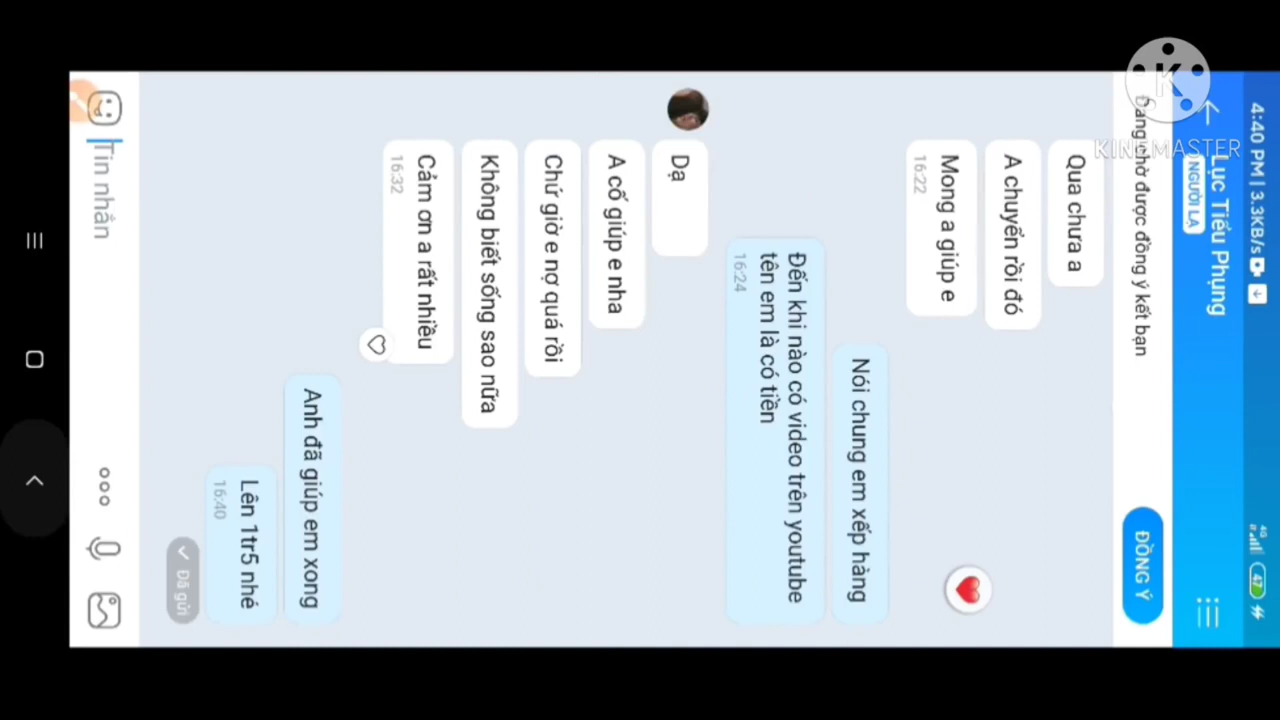 4:40 PM | 3.3KB/s
4G
47
Lục Tiểu Phụng
NGƯỜI LẠ
Đang chờ được đồng ý kết bạn
ĐỒNG Ý
KINEMASTER
Qua chưa a
A chuyển rồi đó
Mong a giúp e
16:22
Nói chung em xếp hàng
Đến khi nào có video trên youtube
tên em là có tiền
16:24
Dạ
A cố giúp e nha
Chứ giờ e nợ quá rồi
Không biết sống sao nữa
Cảm ơn a rất nhiều
16:32
Anh đã giúp em xong
Lên 1tr5 nhé
16:40
Đã gửi
Tin nhắn